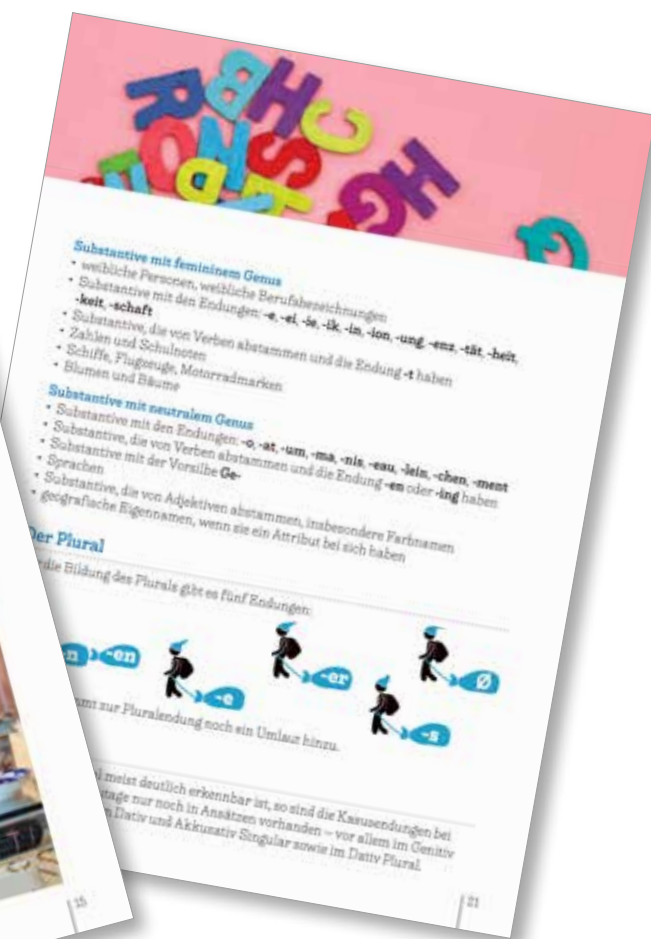 Substantive mit femininem Genus
• weibliche Personen, weibliche Berufsbezeichnungen
• Substantive mit den Endungen: -e, -ei, -ie, -ik, -in, -ion, -ung, -enz, -tät, -heit,
-keit, -schaft
• Substantive, die von Verben abstammen und die Endung -t haben
• Zahlen und Schulnoten
• Schiffe, Flugzeuge, Motorradmarken
• Blumen und Bäume
Substantive mit neutralem Genus
• Substantive mit den Endungen: -o, -at, -um, -ma, -nis, -eau, -lein, -chen, -ment
• Substantive, die von Verben abstammen und die Endung -en oder -ing haben
• Substantive mit der Vorsilbe Ge-
• Sprachen
• Substantive, die von Adjektiven abstammen, insbesondere Farbnamen
• geografische Eigennamen, wenn sie ein Attribut bei sich haben
Der Plural
die Bildung des Plurals gibt es fünf Endungen:
-n -en
-e
-er
-s
Ø
mmt zur Pluralendung noch ein Umlaut hinzu.
meist deutlich erkennbar ist, so sind die Kasusendungen bei
utage nur noch in Ansätzen vorhanden – vor allem im Genitiv
n Dativ und Akkusativ Singular sowie im Dativ Plural.
15
21